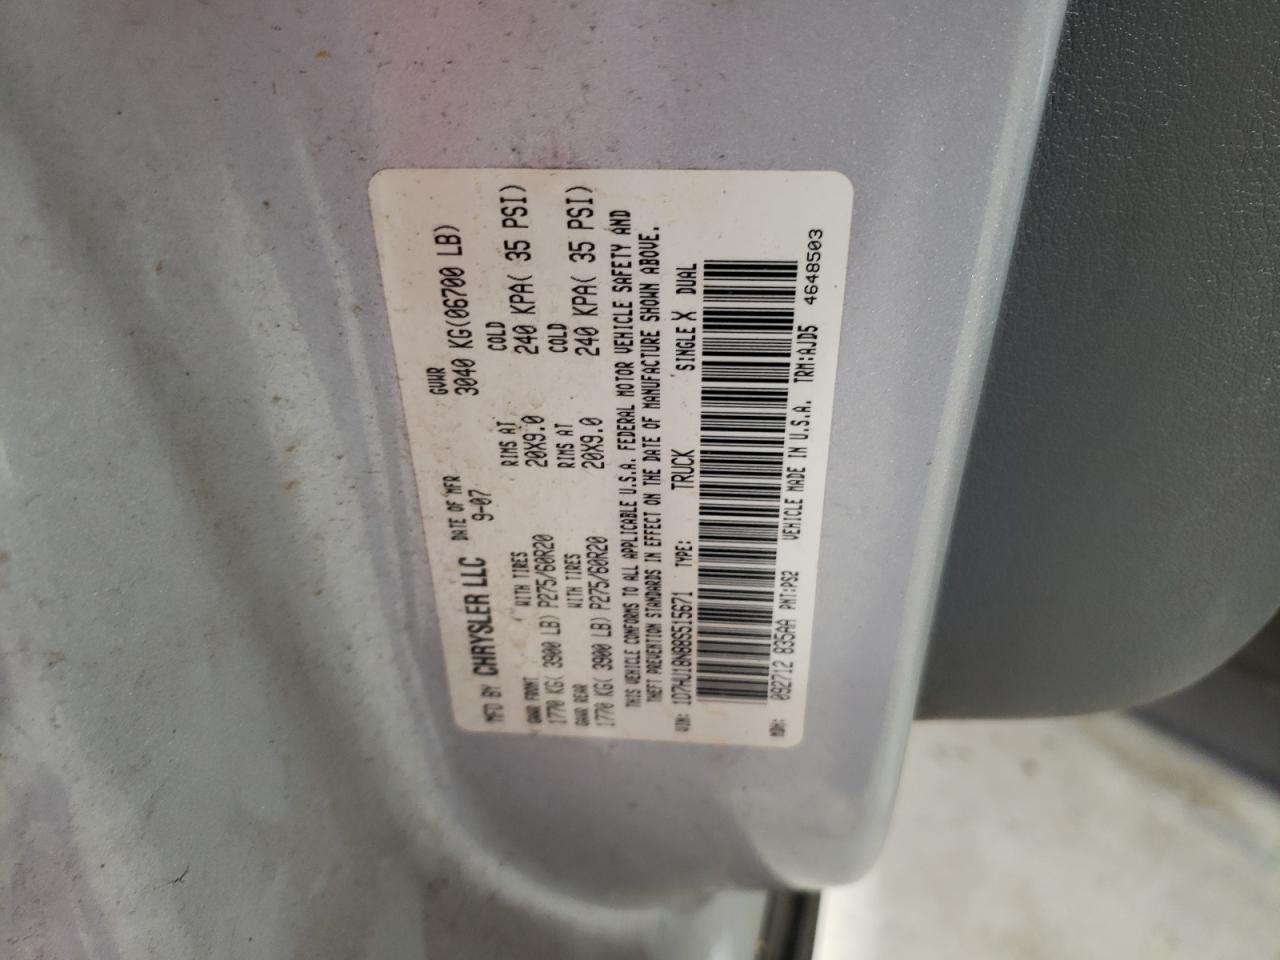 MFD BY CHRYSLER LLC DATE OF MFR GVWR
9-07 3040 KG(06700 LB)
GAWR FRONT WITH TIRES RIMS AT COLD
1770 KG( 3900 LB) P275/60R20 20X9.0 240 KPA( 35 PSI)
GAWR REAR WITH TIRES RIMS AT COLD
1770 KG( 3900 LB) P275/60R20 20X9.0 240 KPA( 35 PSI)
THIS VEHICLE CONFORMS TO ALL APPLICABLE U.S.A. FEDERAL MOTOR VEHICLE SAFETY AND
THEFT PREVENTION STANDARDS IN EFFECT ON THE DATE OF MANUFACTURE SHOWN ABOVE.
VIN: 1D7HU18N88S515671 TYPE: TRUCK SINGLE X DUAL
MDH: 092712 835AA PNT:PS2 VEHICLE MADE IN U.S.A. TRM:AJD5 4648503